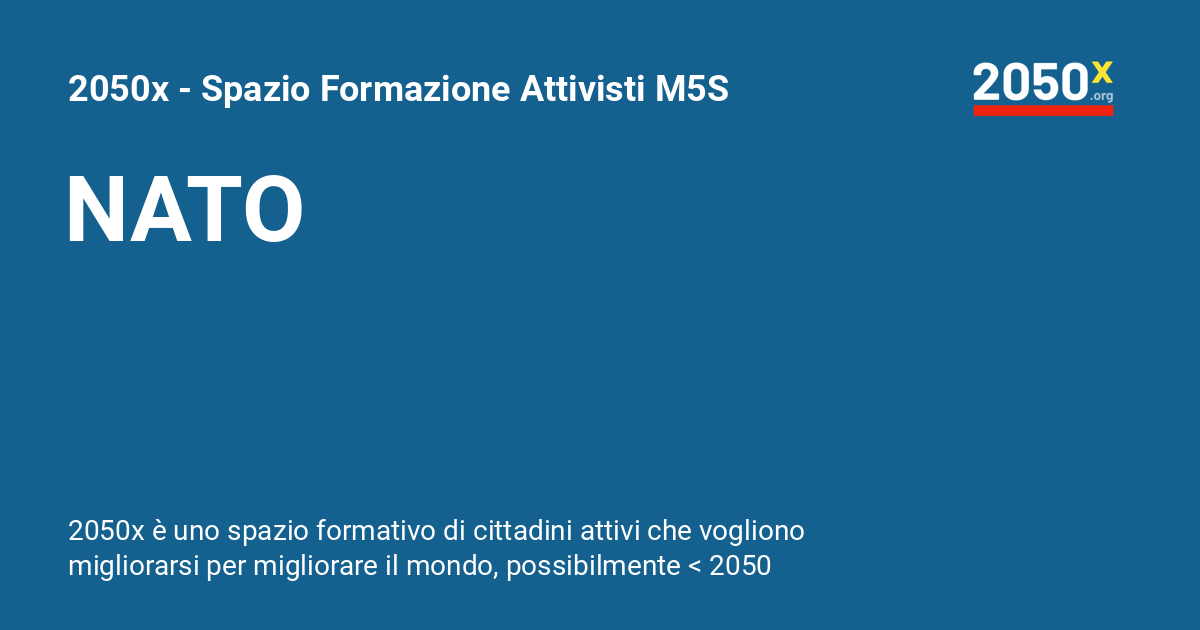 2050x - Spazio Formazione Attivisti M5S
2050x
.org
NATO
2050x è uno spazio formativo di cittadini attivi che vogliono
migliorarsi per migliorare il mondo, possibilmente < 2050